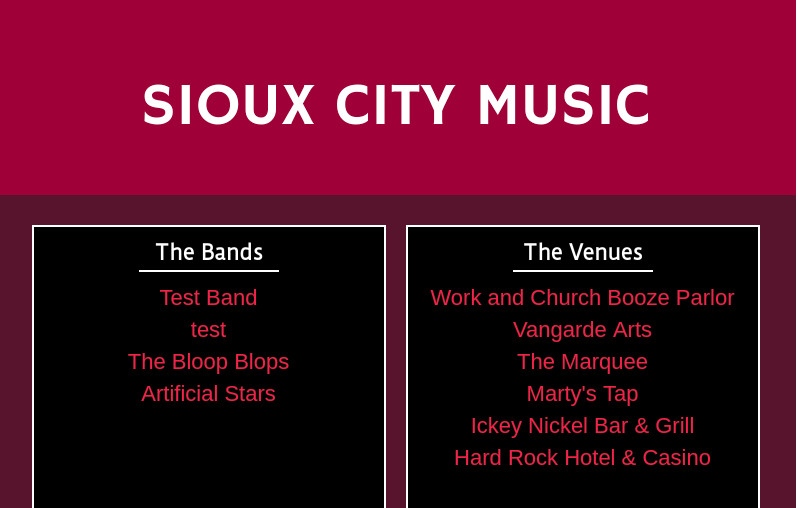 SIOUX CITY MUSIC
The Bands
Test Band
test
The Bloop Blops
Artificial Stars
The Venues
Work and Church Booze Parlor
Vangarde Arts
The Marquee
Marty's Tap
Ickey Nickel Bar & Grill
Hard Rock Hotel & Casino